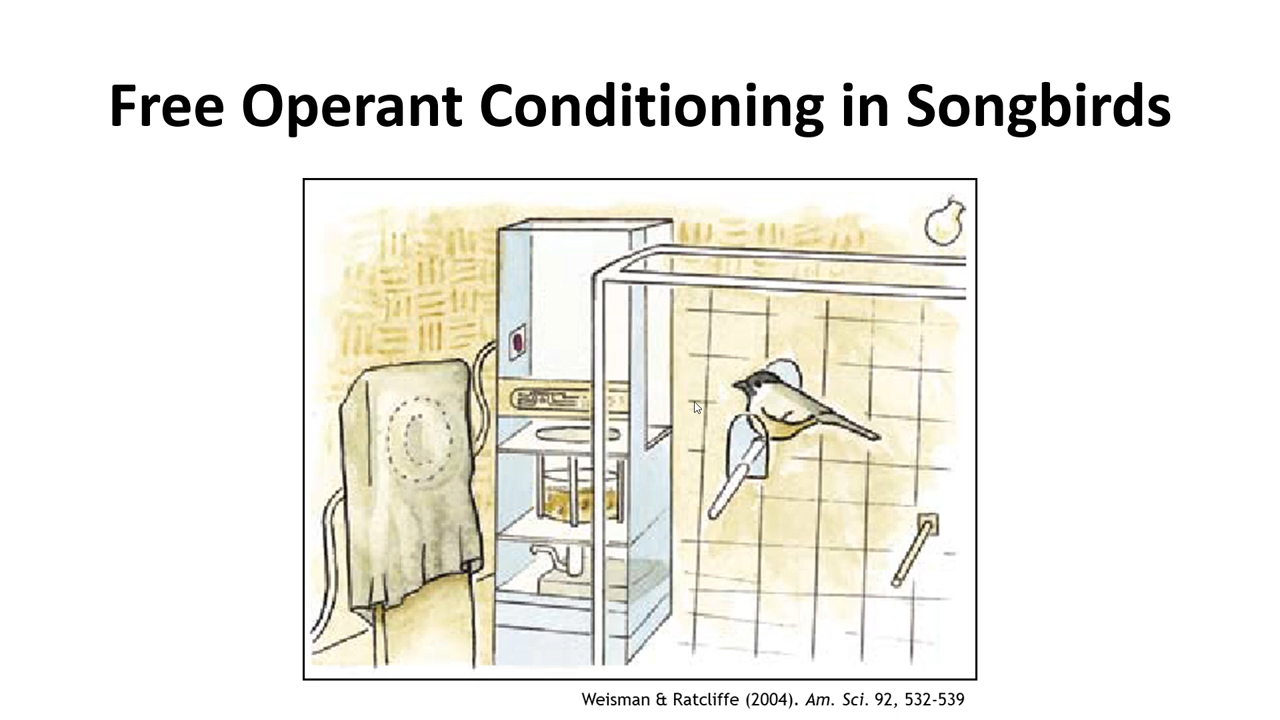 Free Operant Conditioning in Songbirds
Weisman & Ratcliffe (2004). Am. Sci. 92, 532-539